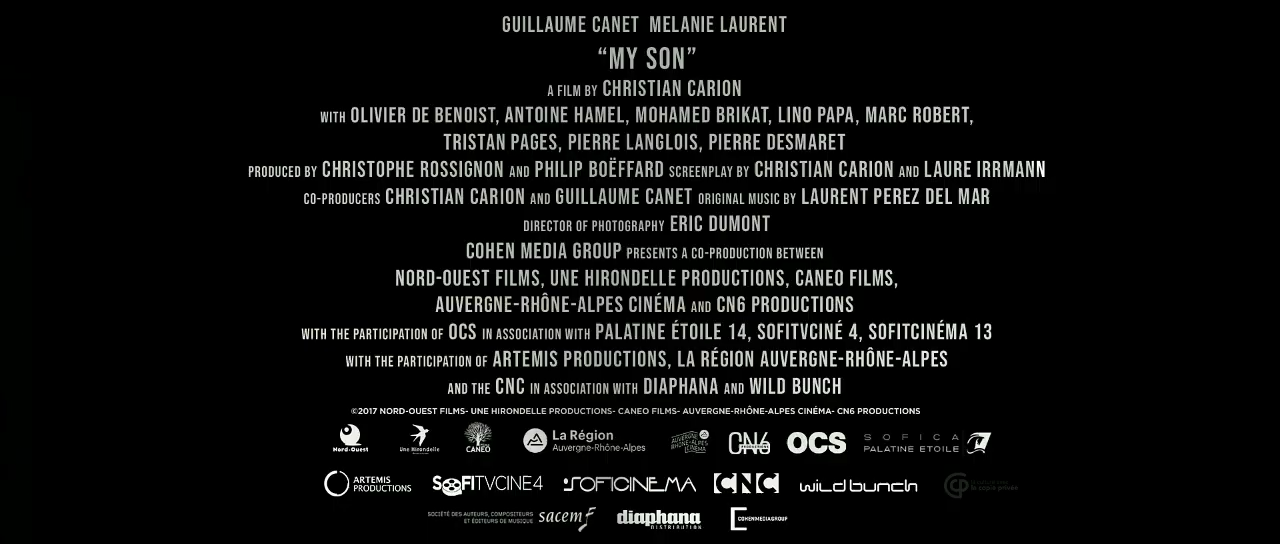 GUILLAUME CANET MELANIE LAURENT
“MY SON”
A FILM BY CHRISTIAN CARION
WITH OLIVIER DE BENOIST, ANTOINE HAMEL, MOHAMED BRIKAT, LINO PAPA, MARC ROBERT,
TRISTAN PAGES, PIERRE LANGLOIS, PIERRE DESMARET
PRODUCED BY CHRISTOPHE ROSSIGNON AND PHILIP BOËFFARD SCREENPLAY BY CHRISTIAN CARION AND LAURE IRRMANN
CO-PRODUCERS CHRISTIAN CARION AND GUILLAUME CANET ORIGINAL MUSIC BY LAURENT PEREZ DEL MAR
DIRECTOR OF PHOTOGRAPHY ERIC DUMONT
COHEN MEDIA GROUP PRESENTS A CO-PRODUCTION BETWEEN
NORD-OUEST FILMS, UNE HIRONDELLE PRODUCTIONS, CANEO FILMS,
AUVERGNE-RHÔNE-ALPES CINÉMA AND CN6 PRODUCTIONS
WITH THE PARTICIPATION OF OCS IN ASSOCIATION WITH PALATINE ÉTOILE 14, SOFITVCINÉ 4, SOFITCINÉMA 13
WITH THE PARTICIPATION OF ARTEMIS PRODUCTIONS, LA RÉGION AUVERGNE-RHÔNE-ALPES
AND THE CNC IN ASSOCIATION WITH DIAPHANA AND WILD BUNCH
©2017 NORD-OUEST FILMS- UNE HIRONDELLE PRODUCTIONS- CANEO FILMS- AUVERGNE-RHÔNE-ALPES CINÉMA- CN6 PRODUCTIONS
Nord-Ouest
Une Hirondelle
CANEO
La Région
Auvergne-Rhône-Alpes
AUVERGNE RHÔNE-ALPES CINÉMA
CN6 PRODUCTIONS
OCS
SOFICA
PALATINE ETOILE
ARTEMIS
PRODUCTIONS
SOFITVCINE4
SOFICINEMA
CNC
wild bunch
la copie privée
SOCIÉTÉ DES AUTEURS, COMPOSITEURS
ET ÉDITEURS DE MUSIQUE
sacem
diaphana
DISTRIBUTION
COHENMEDIAGROUP